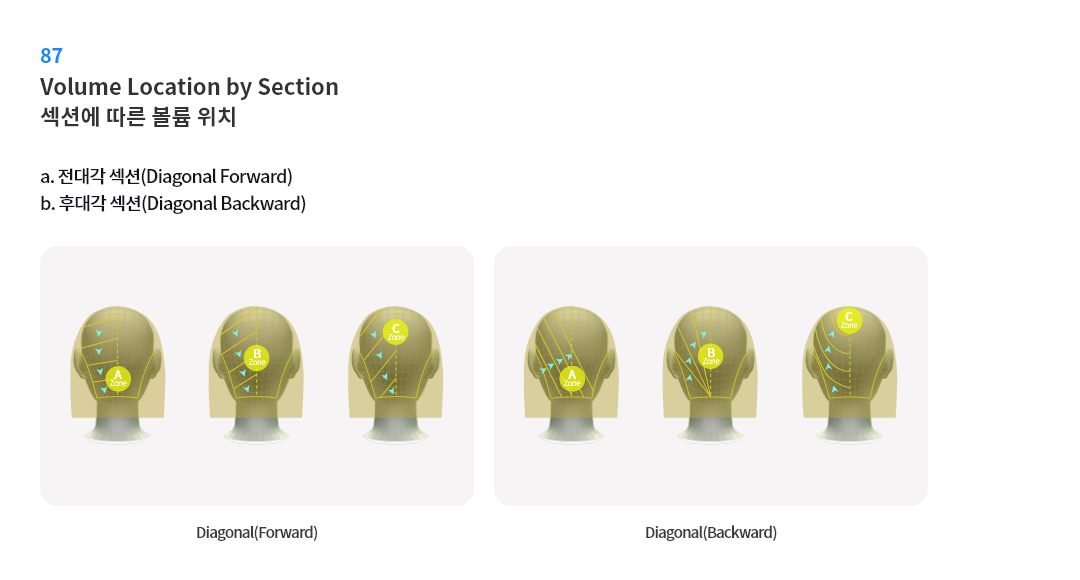 87
Volume Location by Section
섹션에 따른 볼륨 위치
a. 전대각 섹션(Diagonal Forward)
b. 후대각 섹션(Diagonal Backward)
A
Zone
B
Zone
C
Zone
A
Zone
B
Zone
C
Zone
Diagonal(Forward)
Diagonal(Backward)